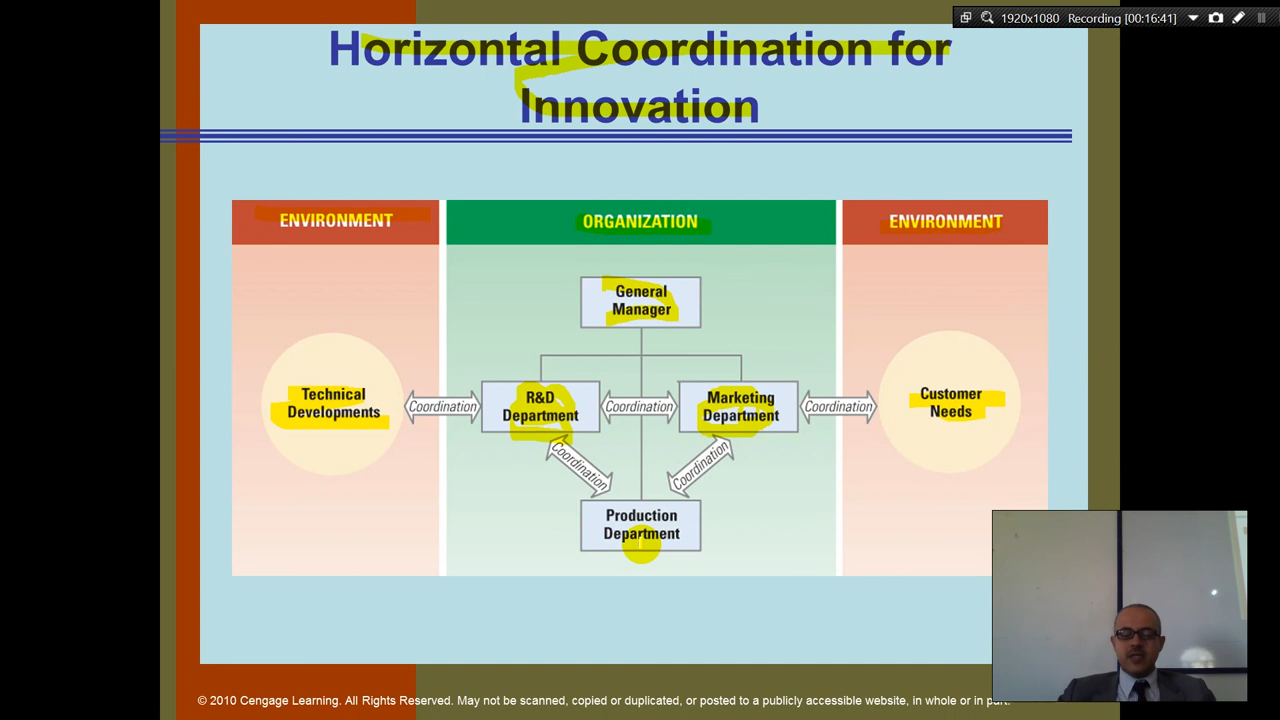 1920x1080 Recording [00:16:41]
Horizontal Coordination for
Innovation
ENVIRONMENT
ORGANIZATION
ENVIRONMENT
General
Manager
Technical
Developments
Coordination
R&D
Department
Coordination
Marketing
Department
Coordination
Customer
Needs
Coordination
Coordination
Production
Department
© 2010 Cengage Learning. All Rights Reserved. May not be scanned, copied or duplicated, or posted to a publicly accessible website, in whole or in part.